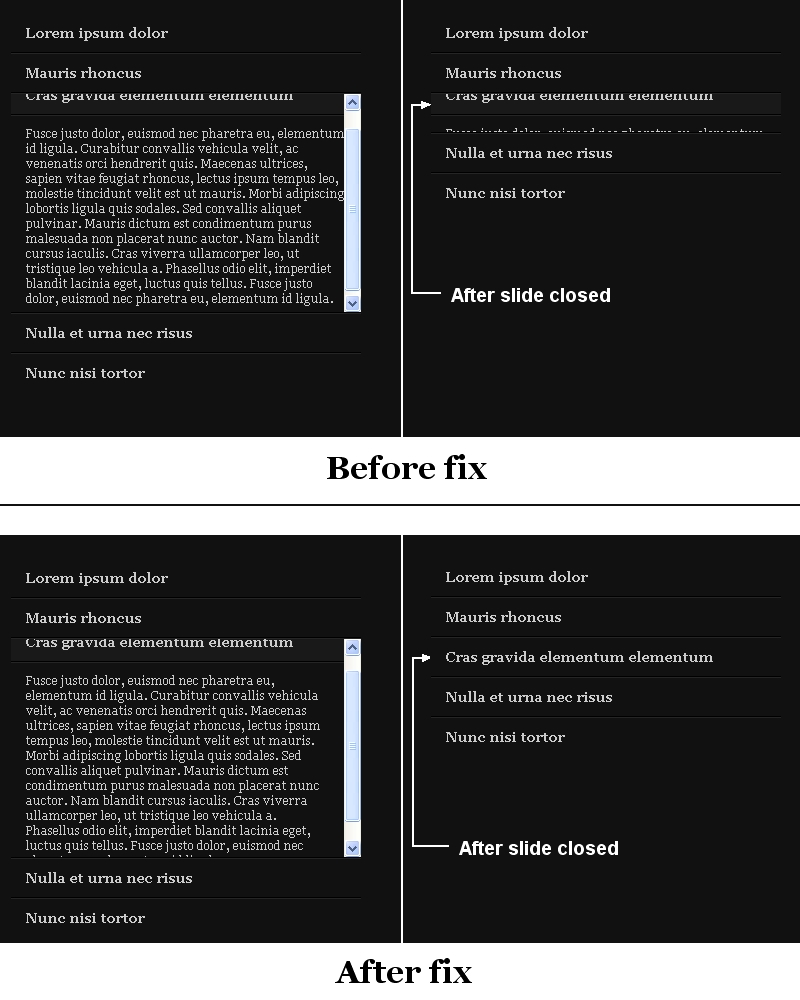 Lorem ipsum dolor
Mauris rhoncus
Cras gravida elementum elementum
Fusce justo dolor, euismod nec pharetra eu, elementum
id ligula. Curabitur convallis vehicula velit, ac
venenatis orci hendrerit quis. Maecenas ultrices,
sapien vitae feugiat rhoncus, lectus ipsum tempus leo,
molestie tincidunt velit est ut mauris. Morbi adipiscing
lobortis ligula quis sodales. Sed convallis aliquet
pulvinar. Mauris dictum est condimentum purus
malesuada non placerat nunc auctor. Nam blandit
cursus iaculis. Cras viverra ullamcorper leo, ut
tristique leo vehicula a. Phasellus odio elit, imperdiet
blandit lacinia eget, luctus quis tellus. Fusce justo
dolor, euismod nec pharetra eu, elementum id ligula.
Nulla et urna nec risus
Nunc nisi tortor
Lorem ipsum dolor
Mauris rhoncus
Cras gravida elementum elementum
Fusce justo dolor, euismod nec pharetra eu, elementum
Nulla et urna nec risus
Nunc nisi tortor
After slide closed
Before fix
Lorem ipsum dolor
Mauris rhoncus
Cras gravida elementum elementum
Fusce justo dolor, euismod nec pharetra eu,
elementum id ligula. Curabitur convallis vehicula
velit, ac venenatis orci hendrerit quis. Maecenas
ultrices, sapien vitae feugiat rhoncus, lectus ipsum
tempus leo, molestie tincidunt velit est ut mauris.
Morbi adipiscing lobortis ligula quis sodales. Sed
convallis aliquet pulvinar. Mauris dictum est
condimentum purus malesuada non placerat nunc
auctor. Nam blandit cursus iaculis. Cras viverra
ullamcorper leo, ut tristique leo vehicula a.
Phasellus odio elit, imperdiet blandit lacinia eget,
luctus quis tellus. Fusce justo dolor, euismod nec
Nulla et urna nec risus
Nunc nisi tortor
Lorem ipsum dolor
Mauris rhoncus
Cras gravida elementum elementum
Nulla et urna nec risus
Nunc nisi tortor
After slide closed
After fix